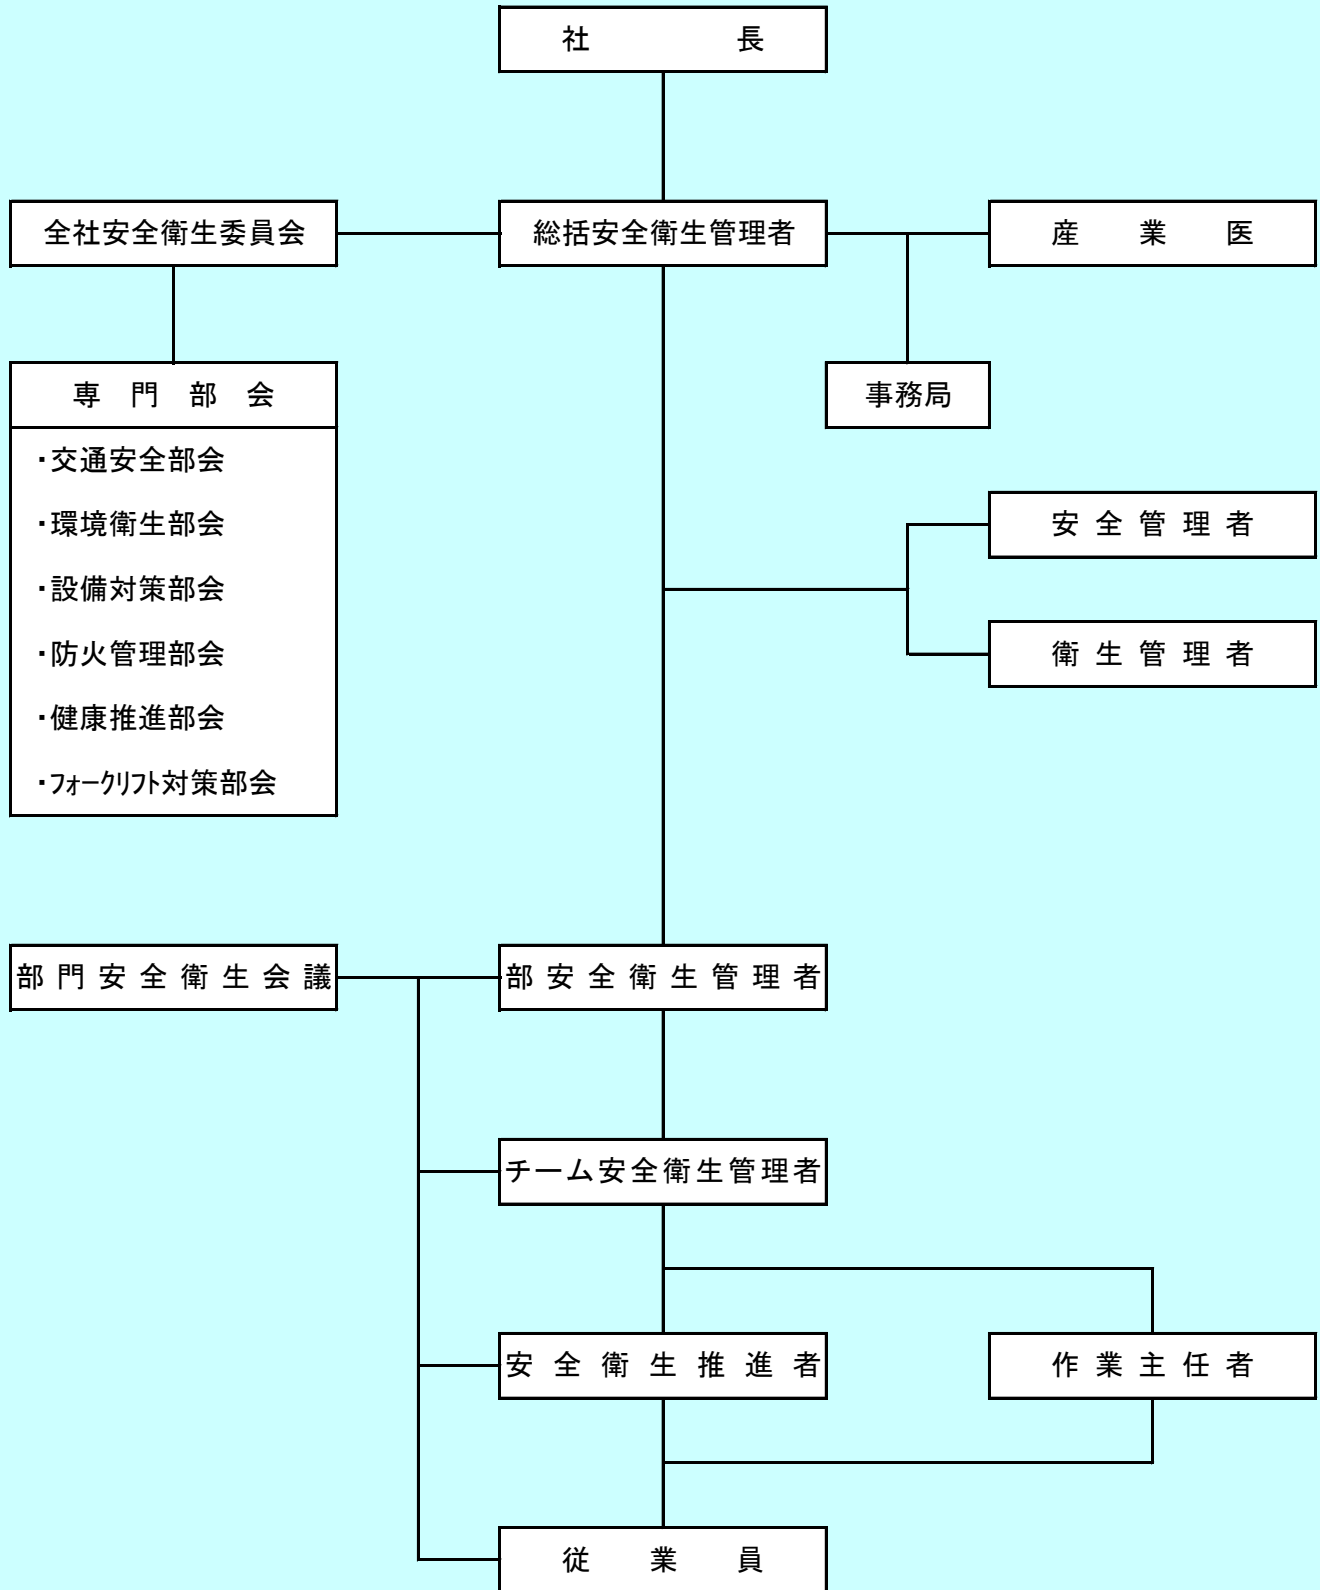 社長
全社安全衛生委員会
総括安全衛生管理者
産業医
専門部会
・交通安全部会
・環境衛生部会
・設備対策部会
・防火管理部会
・健康推進部会
・フォークリフト対策部会
事務局
安全管理者
衛生管理者
部門安全衛生会議
部安全衛生管理者
チーム安全衛生管理者
安全衛生推進者
作業主任者
従業員